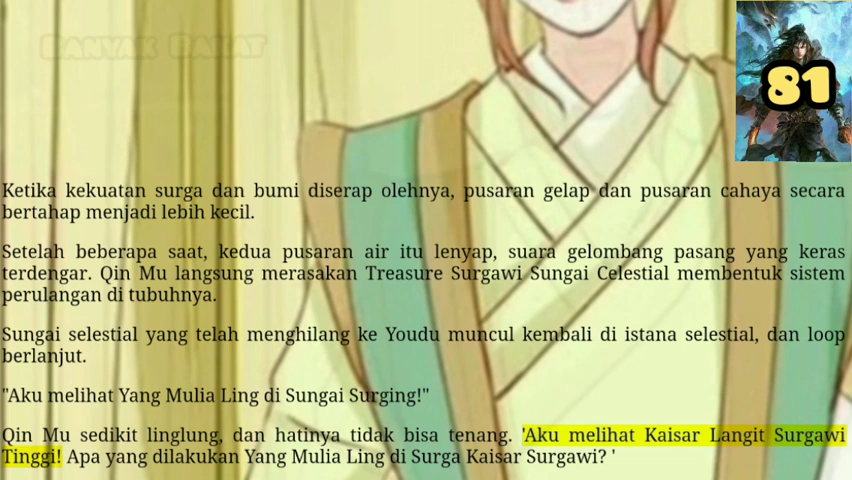 BANYAK BAKAT
81
Ketika kekuatan surga dan bumi diserap olehnya, pusaran gelap dan pusaran cahaya secara
bertahap menjadi lebih kecil.
Setelah beberapa saat, kedua pusaran air itu lenyap, suara gelombang pasang yang keras
terdengar. Qin Mu langsung merasakan Treasure Surgawi Sungai Celestial membentuk sistem
perulangan di tubuhnya.
Sungai selestial yang telah menghilang ke Youdu muncul kembali di istana selestial, dan loop
berlanjut.
"Aku melihat Yang Mulia Ling di Sungai Surging!"
Qin Mu sedikit linglung, dan hatinya tidak bisa tenang. 'Aku melihat Kaisar Langit Surgawi
Tinggi! Apa yang dilakukan Yang Mulia Ling di Surga Kaisar Surgawi? '